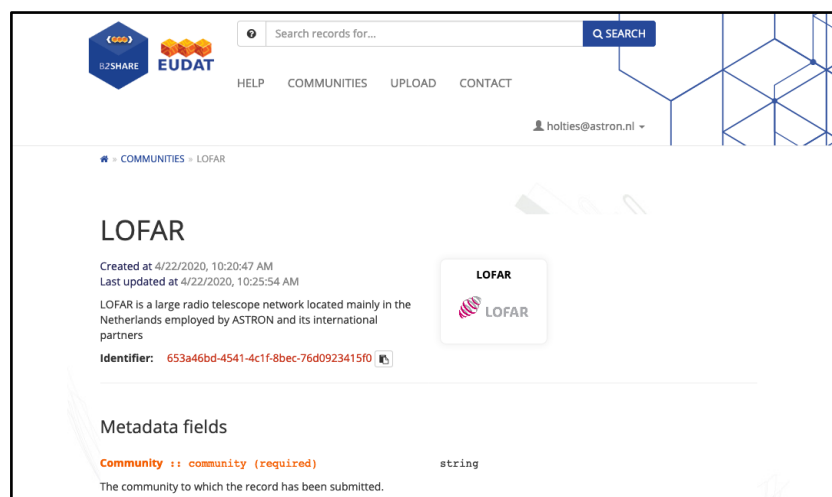 B2SHARE
EUDAT
Search records for...
SEARCH
HELP COMMUNITIES UPLOAD CONTACT
holties@astron.nl
» COMMUNITIES » LOFAR
LOFAR
Created at 4/22/2020, 10:20:47 AM
Last updated at 4/22/2020, 10:25:54 AM
LOFAR is a large radio telescope network located mainly in the
Netherlands employed by ASTRON and its international
partners
Identifier: 653a46bd-4541-4c1f-8bec-76d0923415f0
LOFAR
LOFAR
Metadata fields
Community :: community (required) string
The community to which the record has been submitted.